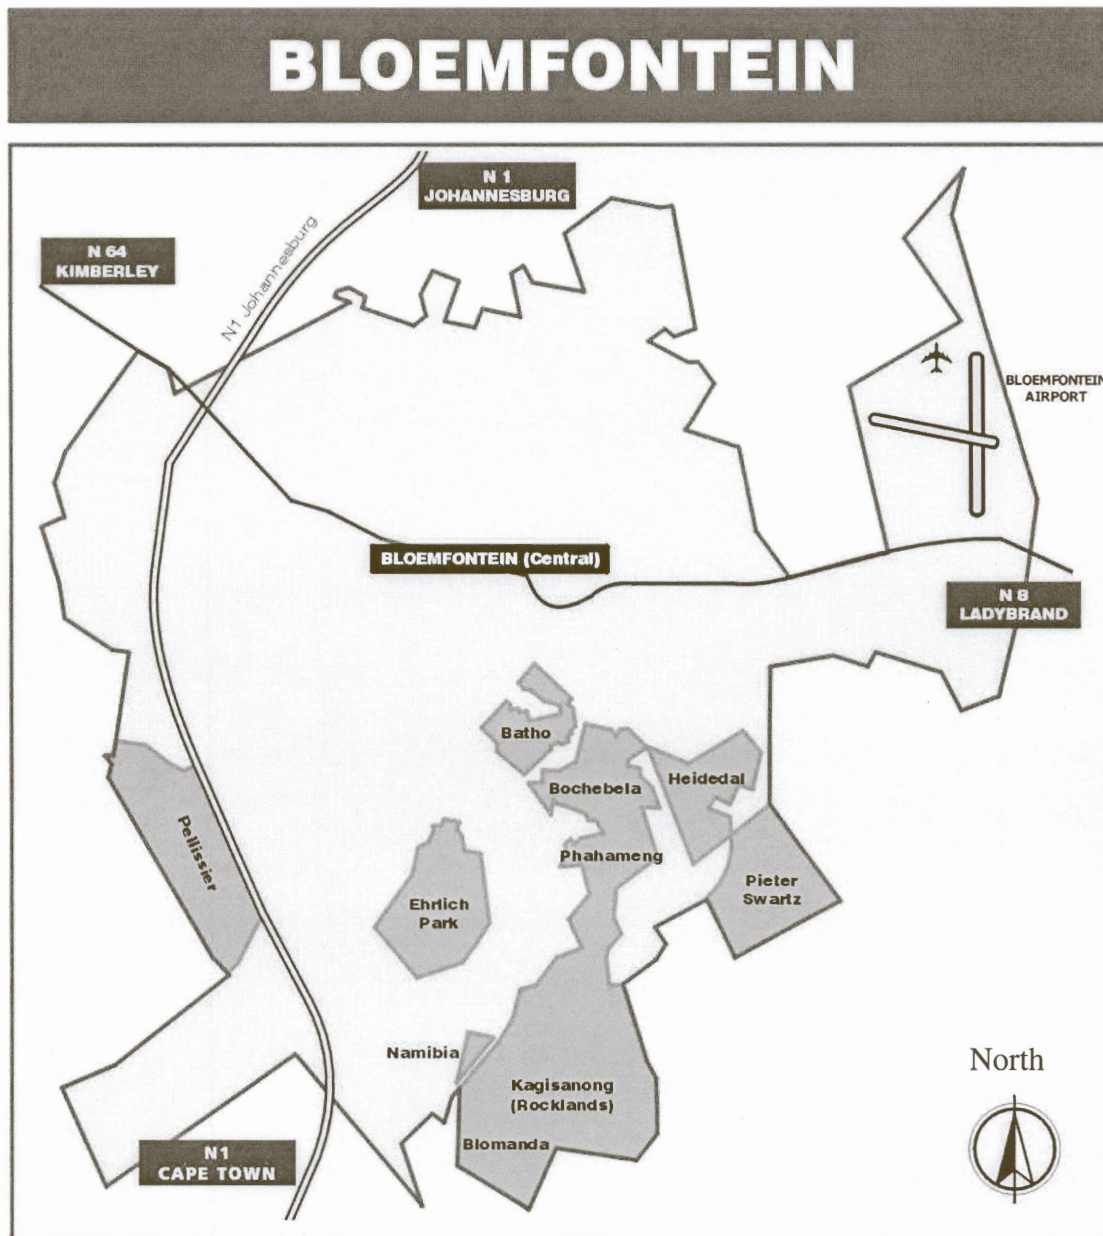 BLOEMFONTEIN
N 1
JOHANNESBURG
N 64
KIMBERLEY
N1 Johannesburg
BLOEMFONTEIN
AIRPORT
BLOEMFONTEIN (Central)
N 8
LADYBRAND
Batho
Bochebela
Heidedal
Pellissier
Phahameng
Pieter
Swartz
Ehrlich
Park
Namibia
Kagisanong
(Rocklands)
Blomanda
North
N1
CAPE TOWN